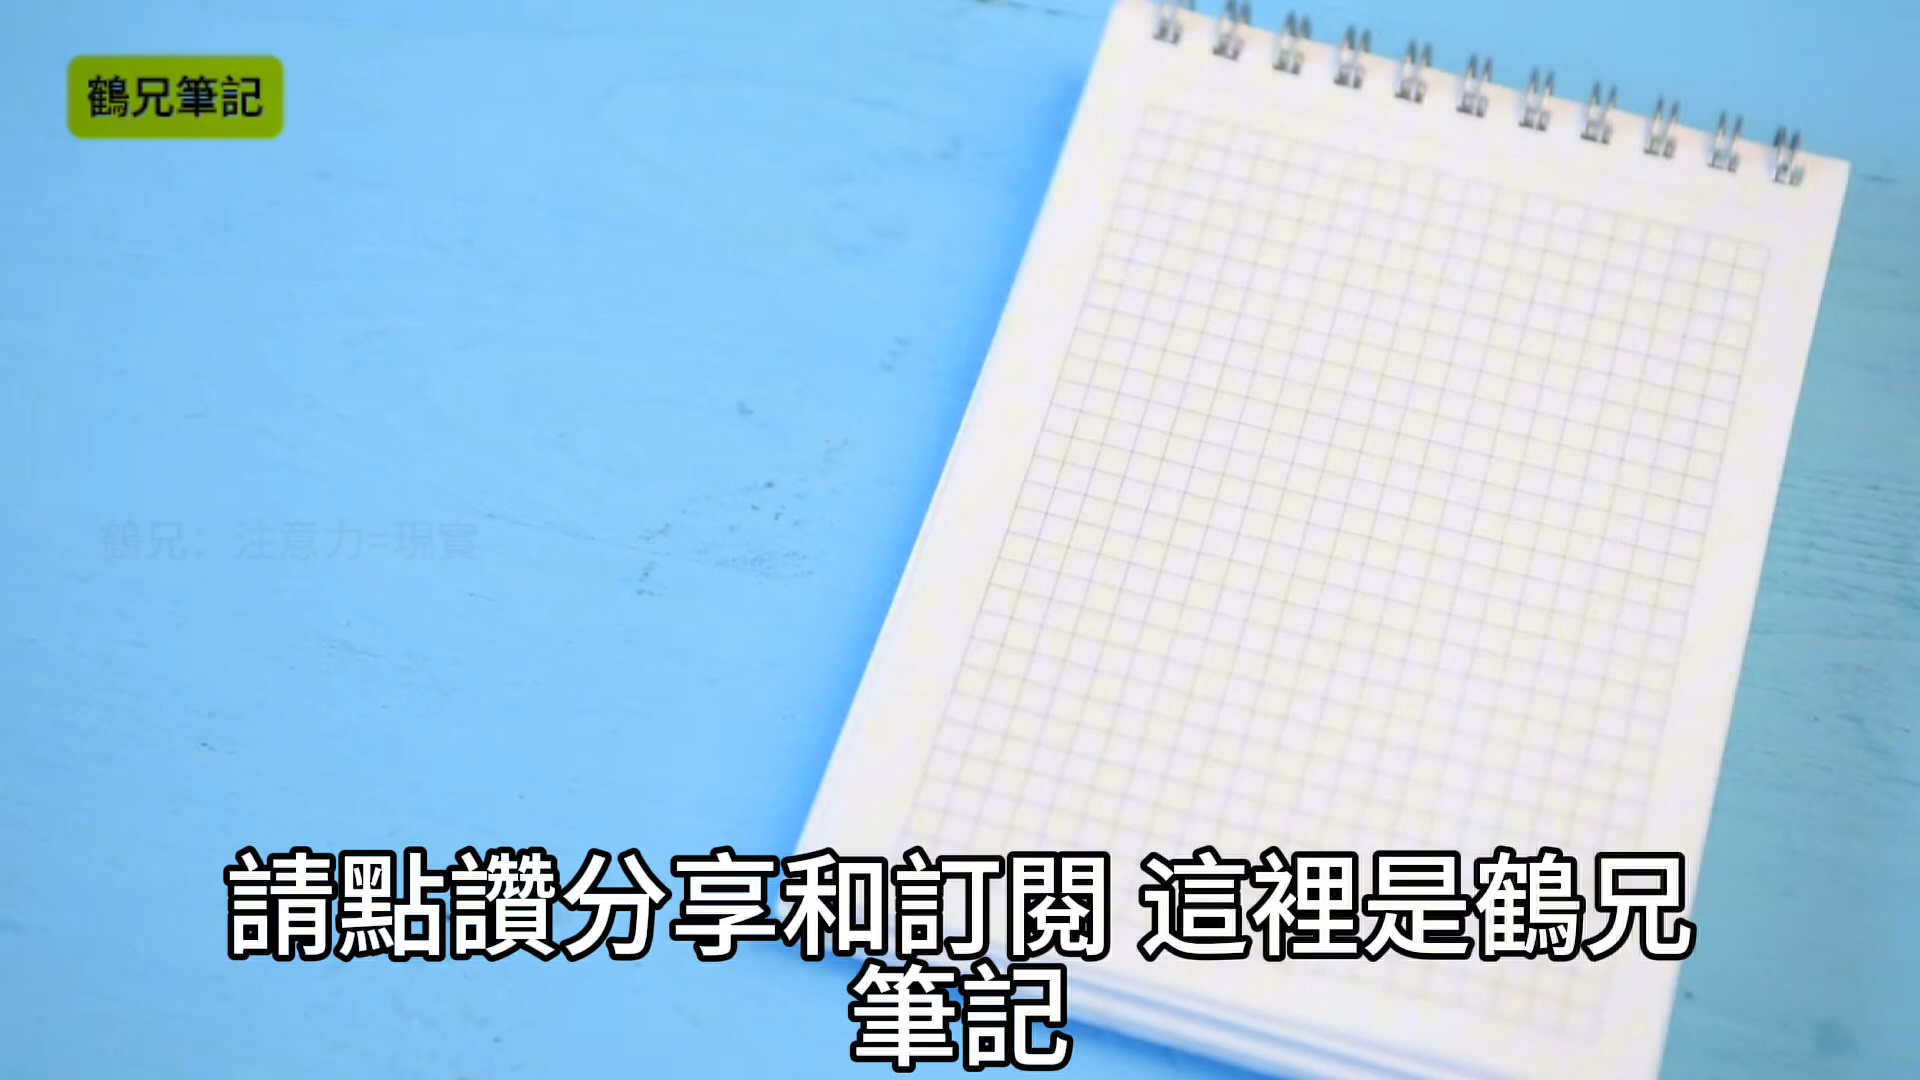 鶴兄筆記
鶴兄：注意力=現實
請點讚分享和訂閱 這裡是鶴兄
筆記